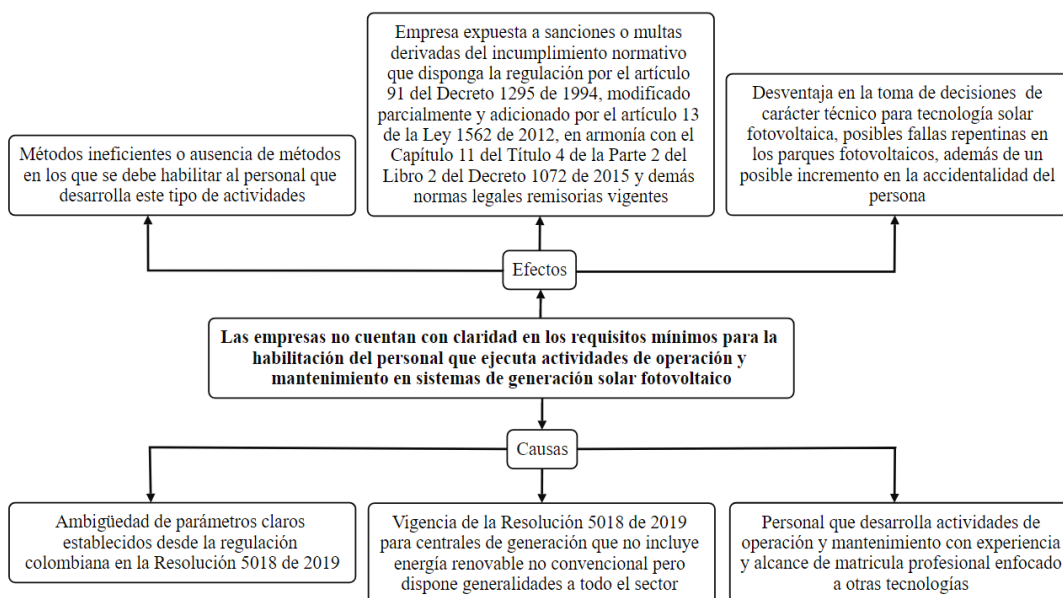 Empresa expuesta a sanciones o multas
derivadas del incumplimiento normativo
que disponga la regulación por el artículo
91 del Decreto 1295 de 1994, modificado
parcialmente y adicionado por el artículo 13
de la Ley 1562 de 2012, en armonía con el
Capítulo 11 del Título 4 de la Parte 2 del
Libro 2 del Decreto 1072 de 2015 y demás
normas legales remisorias vigentes
Desventaja en la toma de decisiones de
carácter técnico para tecnología solar
fotovoltaica, posibles fallas repentinas en
los parques fotovoltaicos, además de un
posible incremento en la accidentalidad del
persona
Métodos ineficientes o ausencia de métodos
en los que se debe habilitar al personal que
desarrolla este tipo de actividades
Efectos
Las empresas no cuentan con claridad en los requisitos mínimos para la
habilitación del personal que ejecuta actividades de operación y
mantenimiento en sistemas de generación solar fotovoltaico
Causas
Ambigüedad de parámetros claros
establecidos desde la regulación
colombiana en la Resolución 5018 de 2019
Vigencia de la Resolución 5018 de 2019
para centrales de generación que no incluye
energía renovable no convencional pero
dispone generalidades a todo el sector
Personal que desarrolla actividades de
operación y mantenimiento con experiencia
y alcance de matricula profesional enfocado
a otras tecnologías